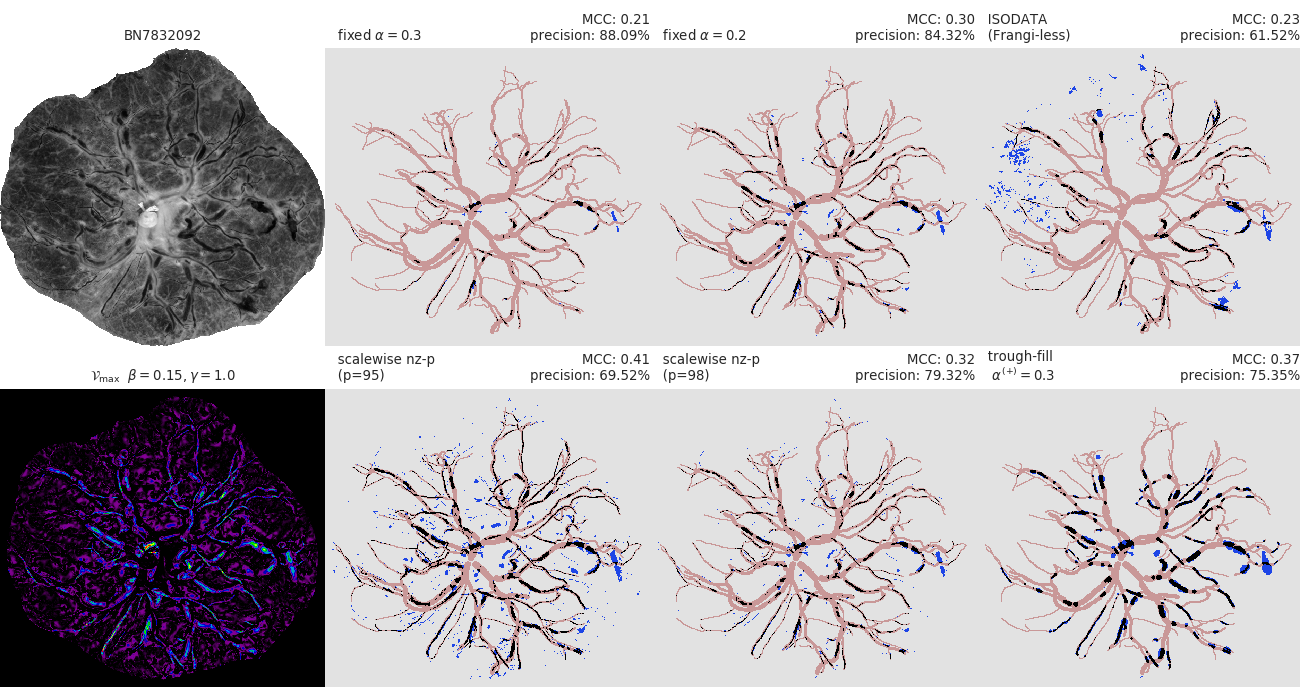 BN7832092
fixed α = 0.3
MCC: 0.21
precision: 88.09%
fixed α = 0.2
MCC: 0.30
precision: 84.32%
ISODATA
(Frangi-less)
MCC: 0.23
precision: 61.52%
𝒱max β = 0.15, γ = 1.0
scalewise nz-p
(p=95)
MCC: 0.41
precision: 69.52%
scalewise nz-p
(p=98)
MCC: 0.32
precision: 79.32%
trough-fill
α(+) = 0.3
MCC: 0.37
precision: 75.35%